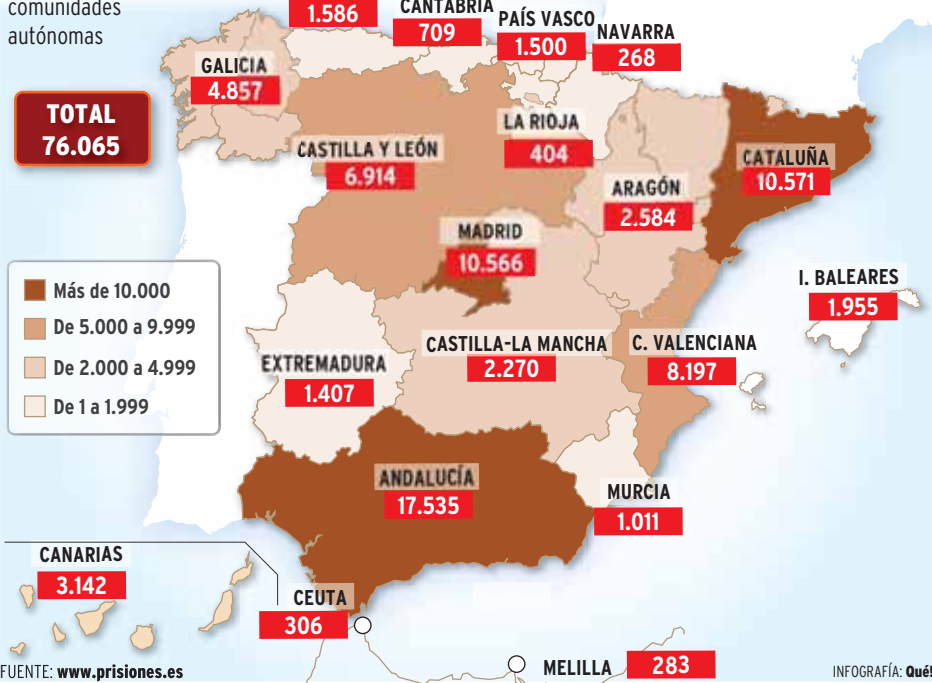 comunidades
autónomas
1.586
CANTABRIA
709
PAÍS VASCO
1.500
NAVARRA
268
GALICIA
4.857
TOTAL
76.065
LA RIOJA
404
CASTILLA Y LEÓN
6.914
CATALUÑA
10.571
ARAGÓN
2.584
MADRID
10.566
I. BALEARES
1.955
Más de 10.000
De 5.000 a 9.999
De 2.000 a 4.999
De 1 a 1.999
EXTREMADURA
1.407
CASTILLA-LA MANCHA
2.270
C. VALENCIANA
8.197
ANDALUCÍA
17.535
MURCIA
1.011
CANARIAS
3.142
CEUTA
306
MELILLA 283
FUENTE: www.prisiones.es
INFOGRAFÍA: Qué!